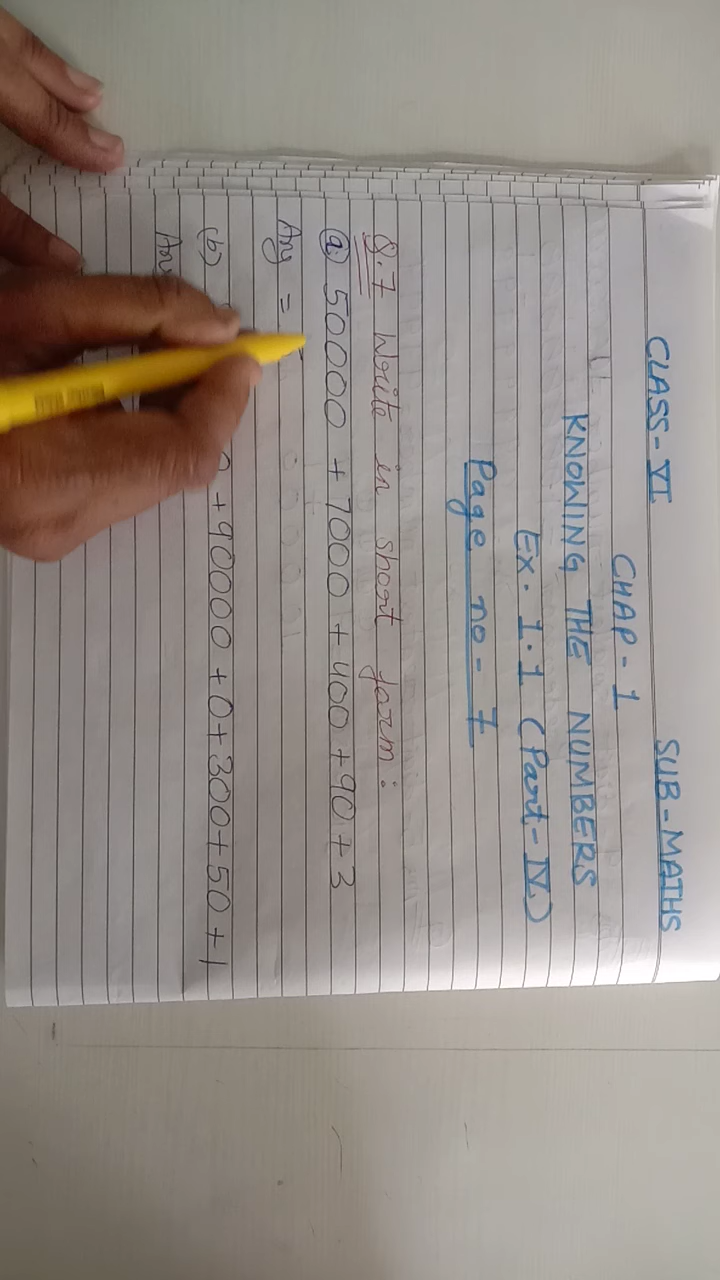 CLASS-VI SUB-MATHS
CHAP-1
KNOWING THE NUMBERS
Ex. 1.1 (Part-IV)
Page no- 7
Q.7 Write in short form:
(a) 50000 + 7000 + 400 + 90 + 3
Ans =
(b) +90000 +0+300+50+1